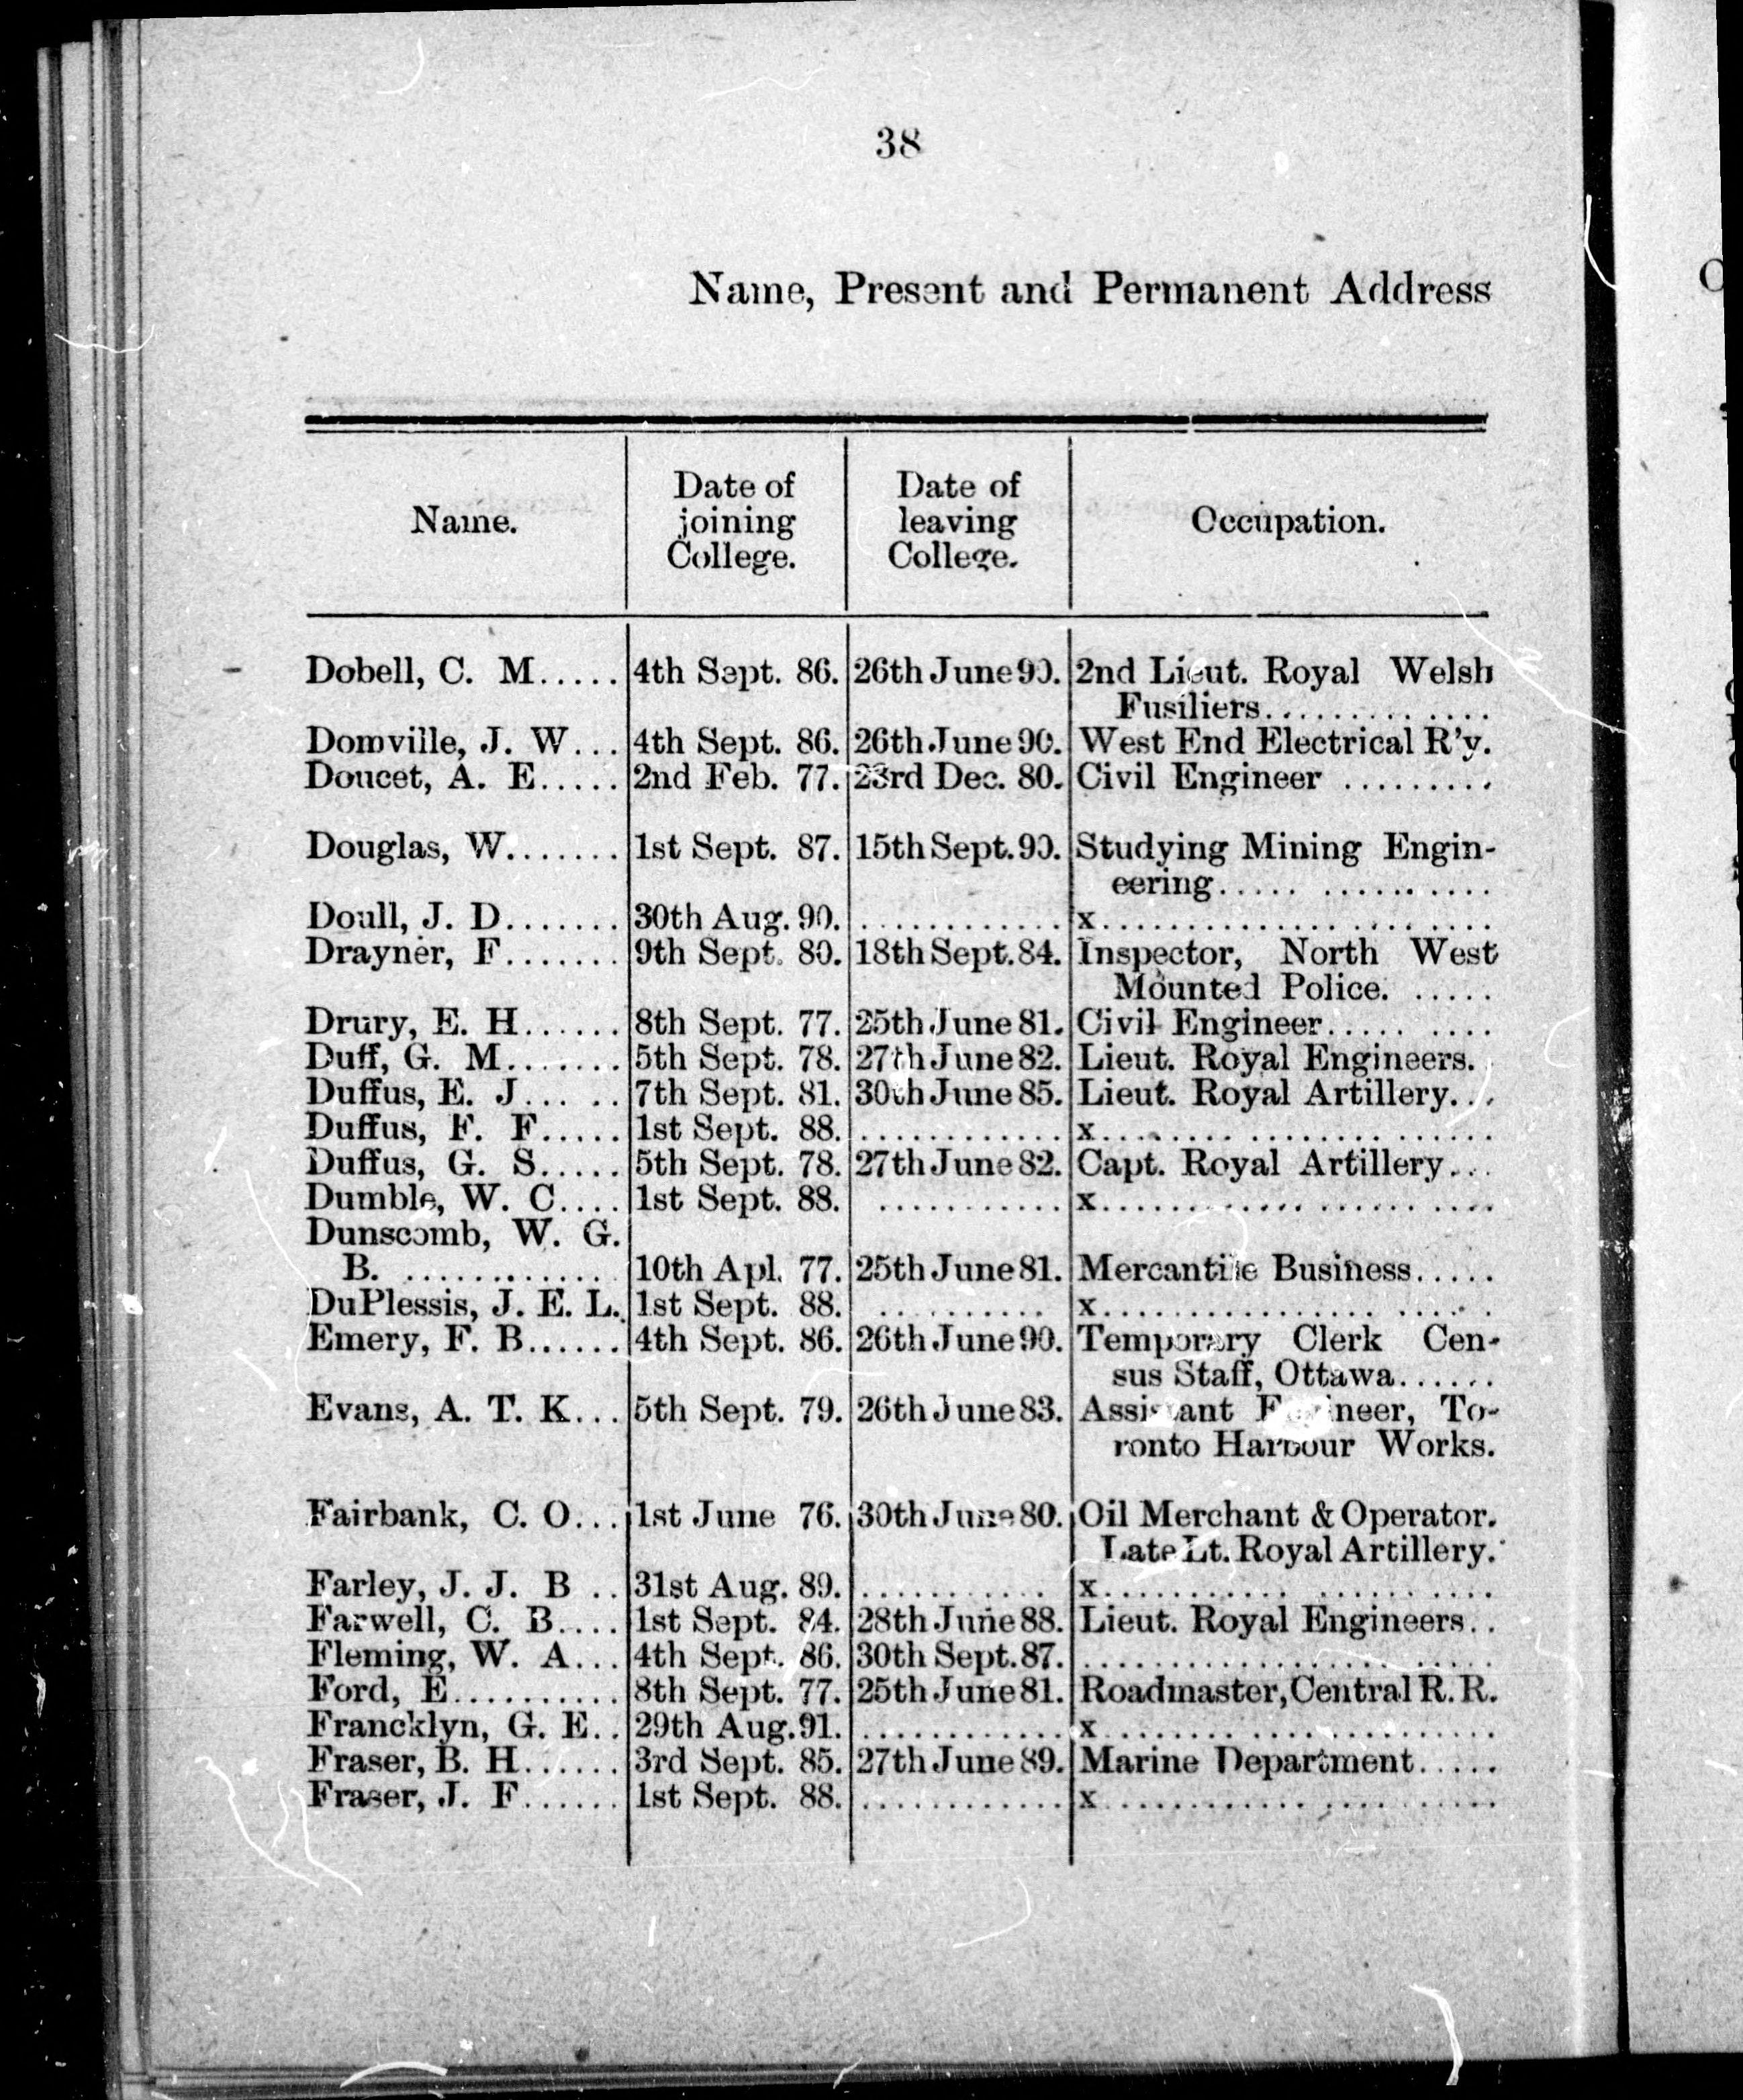 38
Name, Present and Permanent Address
Name. Date of joining College. Date of leaving College. Occupation.
Dobell, C. M..... 4th Sept. 86. 26th June 90. 2nd Lieut. Royal Welsh
Fusiliers.............
Domville, J. W... 4th Sept. 86. 26th June 90. West End Electrical R'y.
Doucet, A. E..... 2nd Feb. 77. 23rd Dec. 80. Civil Engineer .........
Douglas, W....... 1st Sept. 87. 15th Sept. 90. Studying Mining Engin-
eering..... ..........
Doull, J. D....... 30th Aug. 90. ............ x......................
Drayner, F....... 9th Sept. 80. 18th Sept. 84. Inspector, North West
Mounted Police. .....
Drury, E. H...... 8th Sept. 77. 25th June 81. Civil Engineer..... ....
Duff, G. M....... 5th Sept. 78. 27th June 82. Lieut. Royal Engineers.
Duffus, E. J... .. 7th Sept. 81. 30th June 85. Lieut. Royal Artillery...
Duffus, F. F..... 1st Sept. 88. ............ x......................
Duffus, G. S..... 5th Sept. 78. 27th June 82. Capt. Royal Artillery...
Dumble, W. C.... 1st Sept. 88. ........... x......................
Dunscomb, W. G.
B. ............. 10th Apl. 77. 25th June 81. Mercantile Business.....
DuPlessis, J. E. L. 1st Sept. 88. .......... x......................
Emery, F. B...... 4th Sept. 86. 26th June 90. Temporary Clerk Cen-
sus Staff, Ottawa......
Evans, A. T. K... 5th Sept. 79. 26th June 83. Assistant Engineer, To-
ronto Harbour Works.
Fairbank, C. O... 1st June 76. 30th June 80. Oil Merchant & Operator.
Late Lt. Royal Artillery.
Farley, J. J. B .. 31st Aug. 89. ........... x......................
Farwell, C. B.... 1st Sept. 84. 28th June 88. Lieut. Royal Engineers..
Fleming, W. A... 4th Sept. 86. 30th Sept. 87. ......................
Ford, E.......... 8th Sept. 77. 25th June 81. Roadmaster, Central R. R.
Francklyn, G. E.. 29th Aug. 91. ............ x......................
Fraser, B. H...... 3rd Sept. 85. 27th June 89. Marine Department.....
Fraser, J. F...... 1st Sept. 88. ............ x......................